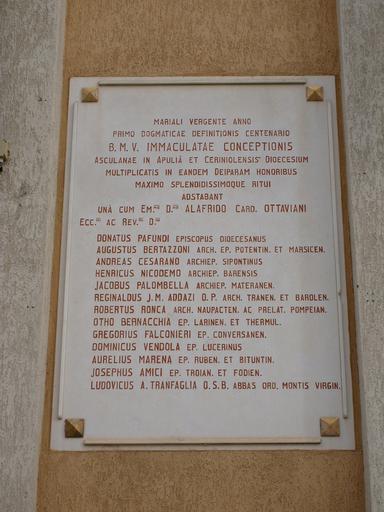 MARIALI VERGENTE ANNO
PRIMO DOGMATICAE DEFINITIONIS CENTENARIO
B. M. V. IMMACULATAE CONCEPTIONIS
ASCULANAE IN APULIÂ ET CERINIOLENSIS DIOECESIUM
MULTIPLICATIS IN EANDEM DEIPARAM HONORIBUS
MAXIMO SPLENDIDISSIMOQUE RITUI
ADSTABANT
UNÀ CUM EM.MO D.NO ALAFRIDO CARD. OTTAVIANI
ECC.MI AC REV.MI D.NI
DONATUS PAFUNDI EPISCOPUS DIOECESANUS
AUGUSTUS BERTAZZONI ARCH. EP. POTENTIN. ET MARSICEN.
ANDREAS CESARANO ARCHIEP. SIPONTINUS
HENRICUS NICODEMO ARCHIEP. BARENSIS
JACOBUS PALOMBELLA ARCHIEP. MATERANEN.
REGINALDUS J. M. ADDAZI O. P. ARCH. TRANEN. ET BAROLEN.
ROBERTUS RONCA ARCH. NAUPACTEN. AC PRELAT. POMPEIAN.
OTHO BERNACCHIA EP. LARINEN. ET THERMUL.
GREGORIUS FALCONIERI EP. CONVERSANEN.
DOMINICUS VENDOLA EP. LUCERINUS
AURELIUS MARENA EP. RUBEN. ET BITUNTIN.
JOSEPHUS AMICI EP. TROIAN. ET FODIEN.
LUDOVICUS A. TRANFAGLIA O. S. B. ABBAS ORD. MONTIS VIRGIN.